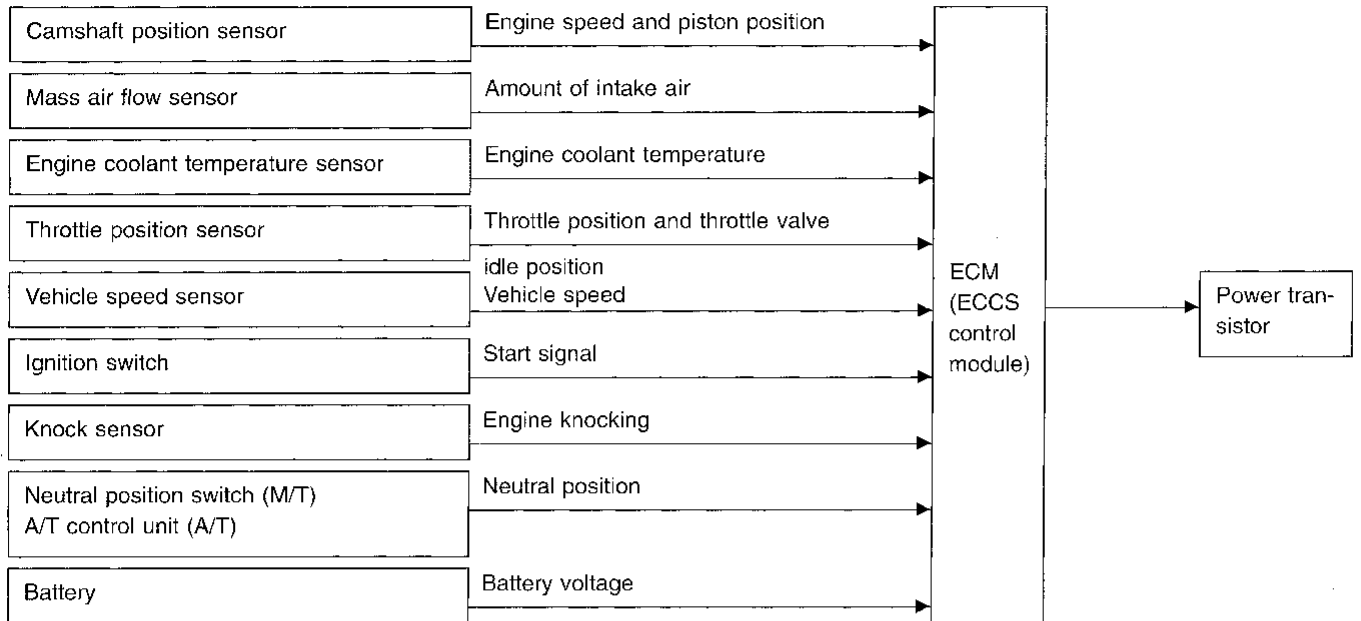 Camshaft position sensor
Engine speed and piston position
Mass air flow sensor
Amount of intake air
Engine coolant temperature sensor
Engine coolant temperature
Throttle position sensor
Throttle position and throttle valve
idle position
Vehicle speed sensor
Vehicle speed
Ignition switch
Start signal
Knock sensor
Engine knocking
Neutral position switch (M/T)
A/T control unit (A/T)
Neutral position
Battery
Battery voltage
ECM
(ECCS
control
module)
Power tran-
sistor